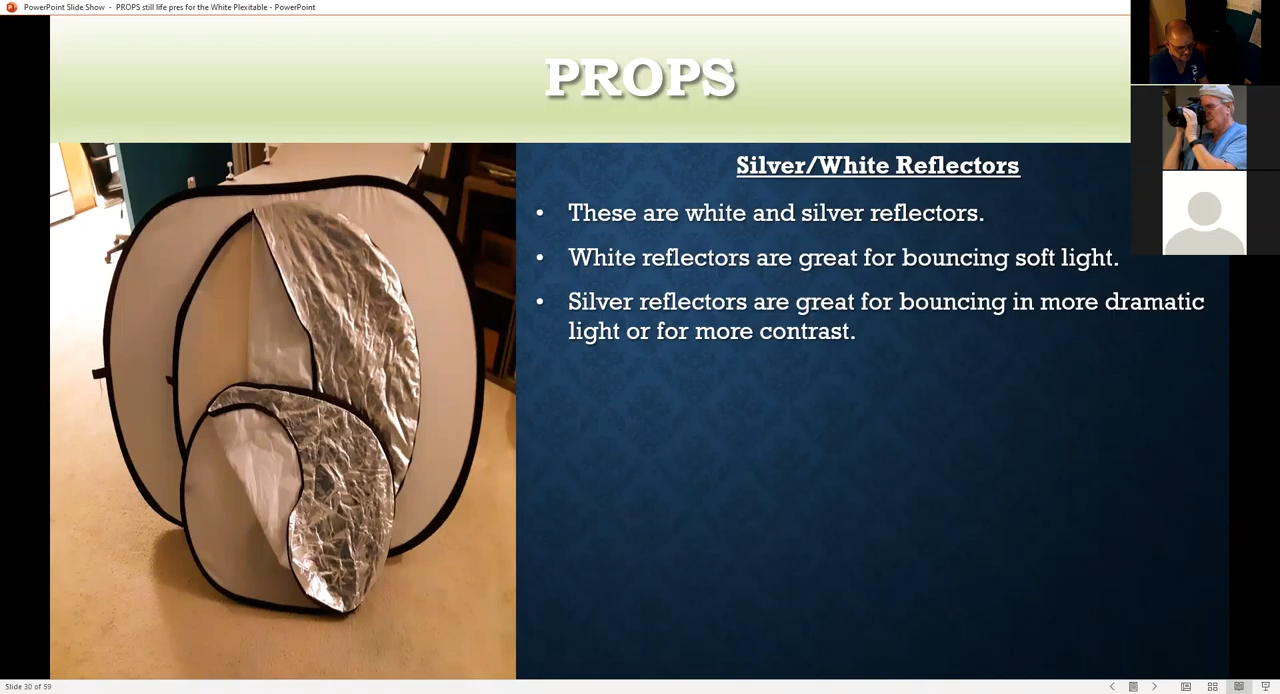 PowerPoint Slide Show - PROPS still life pres for the White Plexitable - PowerPoint
PROPS
Silver/White Reflectors
• These are white and silver reflectors.
• White reflectors are great for bouncing soft light.
• Silver reflectors are great for bouncing in more dramatic
light or for more contrast.
Slide 30 of 59